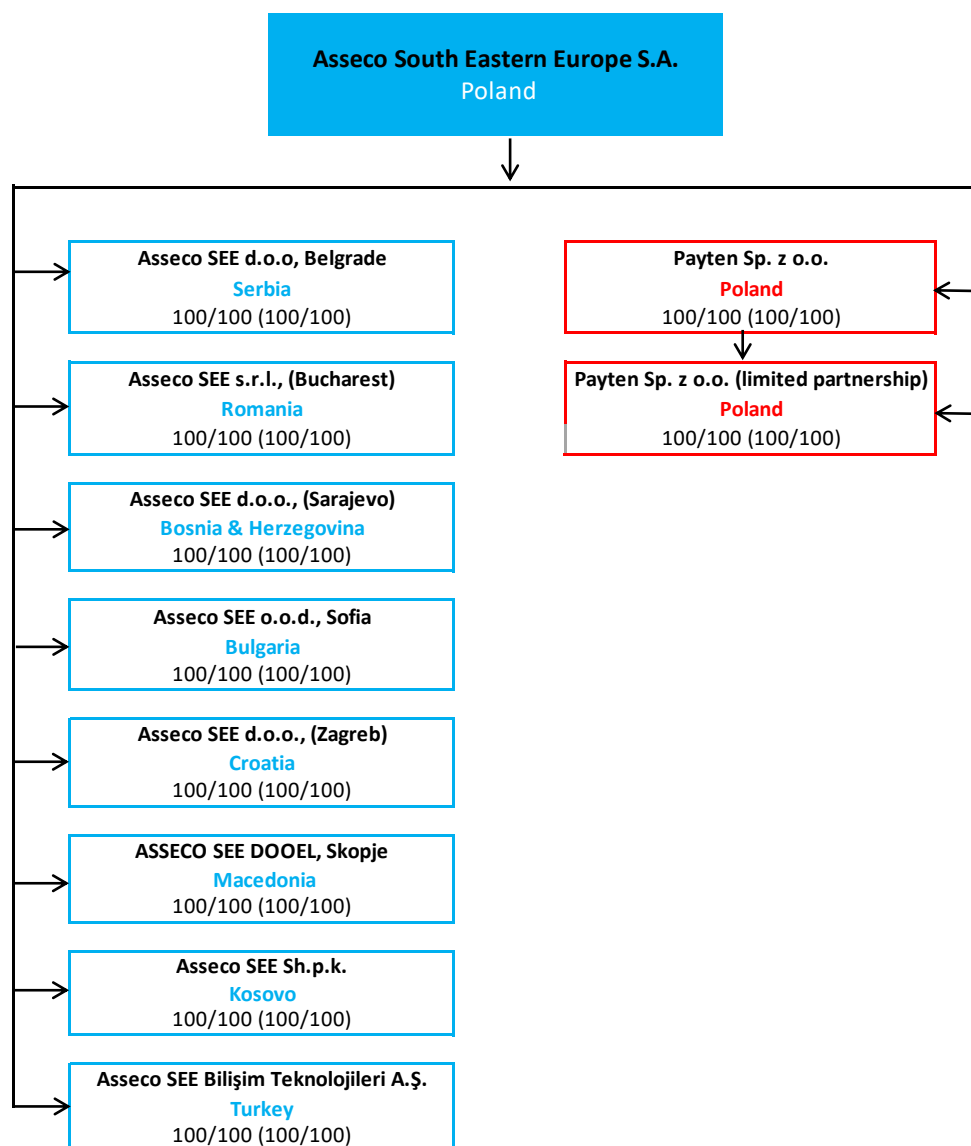 Asseco South Eastern Europe S.A.
Poland
Asseco SEE d.o.o, Belgrade
Serbia
100/100 (100/100)
Asseco SEE s.r.l., (Bucharest)
Romania
100/100 (100/100)
Asseco SEE d.o.o., (Sarajevo)
Bosnia & Herzegovina
100/100 (100/100)
Asseco SEE o.o.d., Sofia
Bulgaria
100/100 (100/100)
Asseco SEE d.o.o., (Zagreb)
Croatia
100/100 (100/100)
ASSECO SEE DOOEL, Skopje
Macedonia
100/100 (100/100)
Asseco SEE Sh.p.k.
Kosovo
100/100 (100/100)
Asseco SEE Bilişim Teknolojileri A.Ş.
Turkey
100/100 (100/100)
Payten Sp. z o.o.
Poland
100/100 (100/100)
Payten Sp. z o.o. (limited partnership)
Poland
100/100 (100/100)